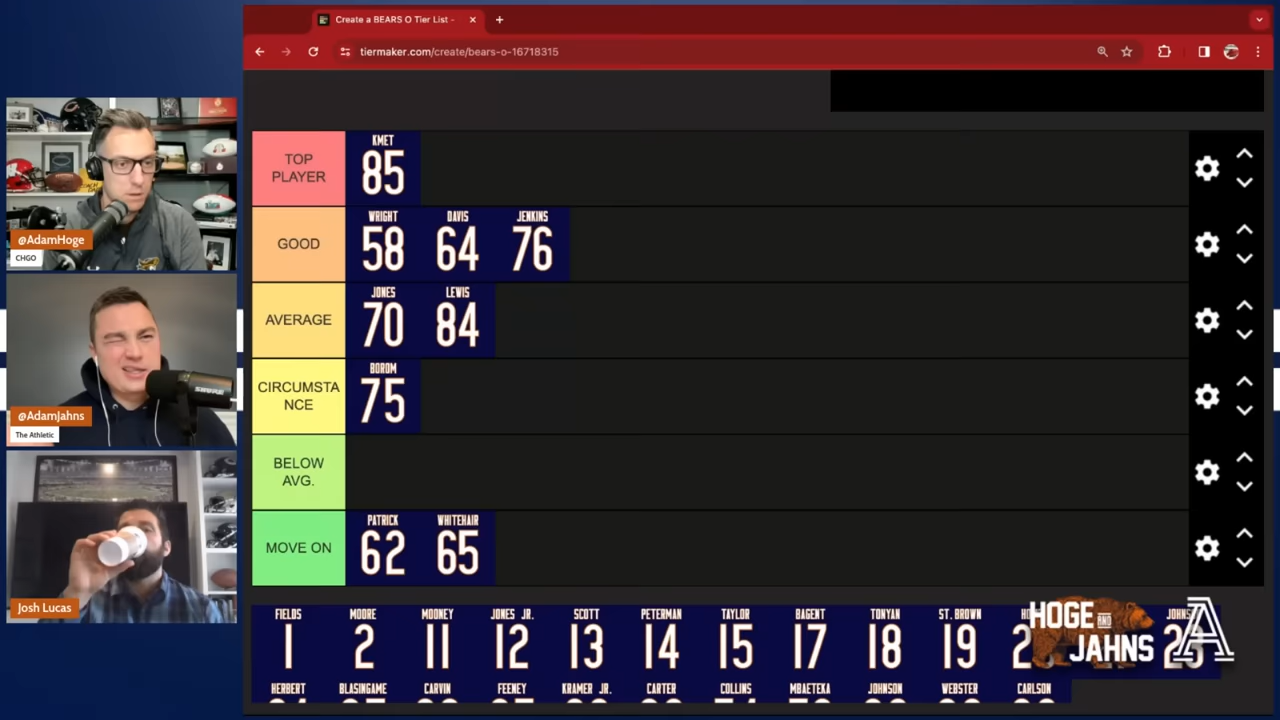 Create a BEARS O Tier List -
tiermaker.com/create/bears-o-16718315
@AdamHoge
CHGO
@AdamJahns
The Athletic
Josh Lucas
TOP
PLAYER
KMET
85
GOOD
WRIGHT DAVIS JENKINS
58 64 76
AVERAGE
JONES LEWIS
70 84
CIRCUMSTA
NCE
BOROM
75
BELOW
AVG.
MOVE ON
PATRICK WHITEHAIR
62 65
FIELDS MOORE MOONEY JONES JR. SCOTT PETERMAN TAYLOR BAGENT TONYAN ST. BROWN
1 2 11 12 13 14 15 17 18 19
HERBERT BLASINGAME CARVIN FEENEY KRAMER JR. CARTER COLLINS MBAETEKA JOHNSON WEBSTER CARLSON
HOGE AND
JAHNS
A